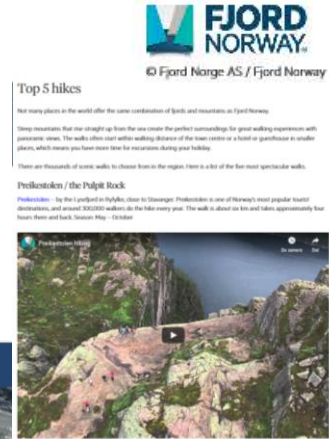 FJORD
NORWAY
© Fjord Norge AS / Fjord Norway
Top 5 hikes
Not many places in the world offer the same combination of fjords and mountains as Fjord Norway.
Steep mountains that rise straight up from the sea create the perfect surroundings for great walking experiences with
panoramic views. The walks often start within walking distance of the town centre or a hotel or guesthouse in smaller
places, which means you have more time for excursions during your holiday.
There are thousands of scenic walks to choose from in the region. Here is a list of the five most spectacular walks.
Preikestolen / the Pulpit Rock
Preikestolen – by the Lysefjord in Ryfylke, close to Stavanger. Preikestolen is one of Norway's most popular tourist
destinations, and around 300,000 walkers do the hike every year. The walk is about six km and takes approximately four
hours there and back. Season: May – October
Preikestolen hiking
Se senere
Del